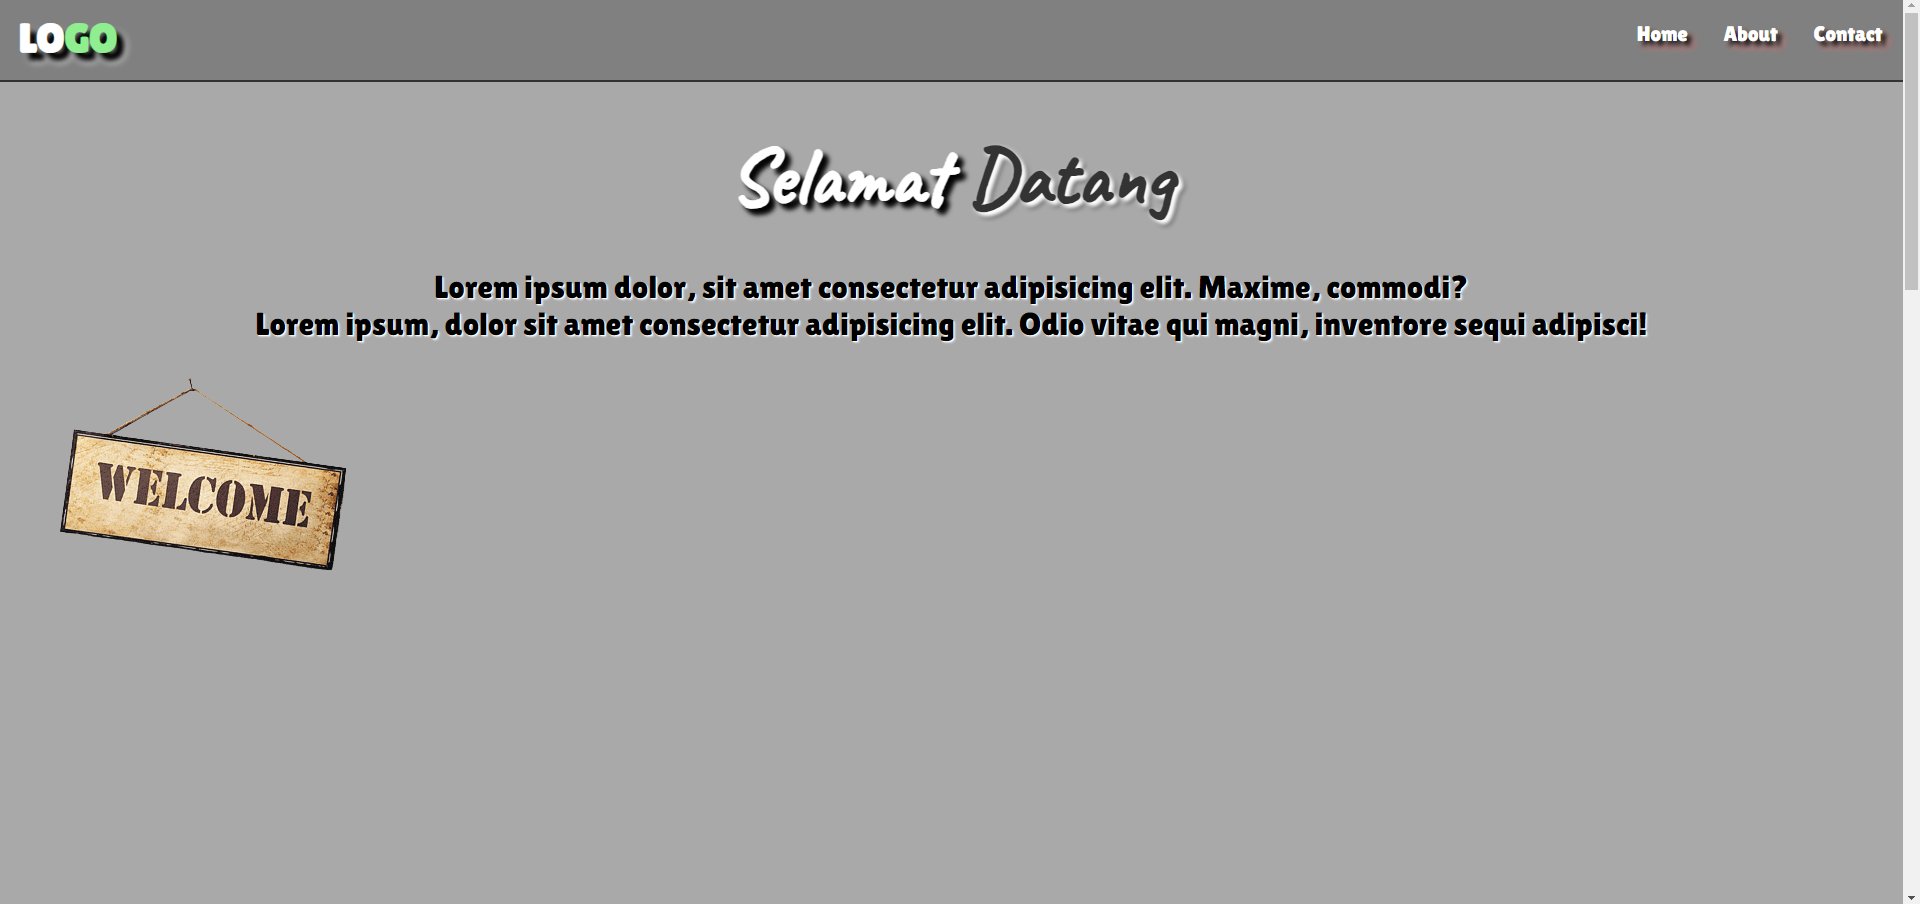 LOGO
Home About Contact
Selamat Datang
Lorem ipsum dolor, sit amet consectetur adipisicing elit. Maxime, commodi?
Lorem ipsum, dolor sit amet consectetur adipisicing elit. Odio vitae qui magni, inventore sequi adipisci!
WELCOME